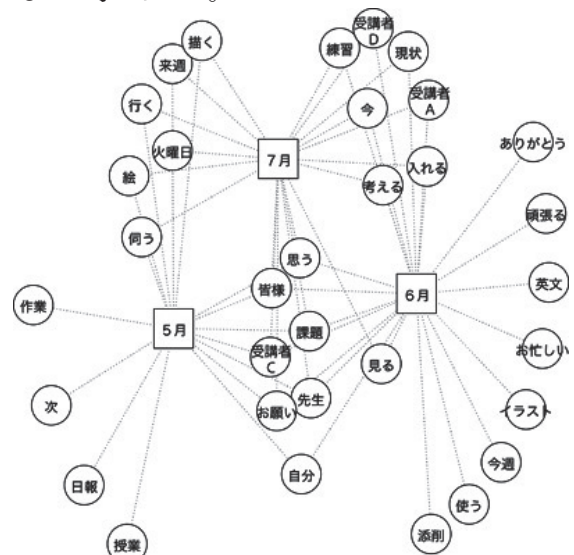 描く
受講者
D
練習
来週
現状
行く
今
受講者
A
ありがとう
火曜日
7月
入れる
絵
考える
頑張る
伺う
思う
皆様
6月
英文
作業
5月
課題
お忙しい
受講者
C
見る
次
先生
お願い
イラスト
今週
自分
日報
使う
添削
授業